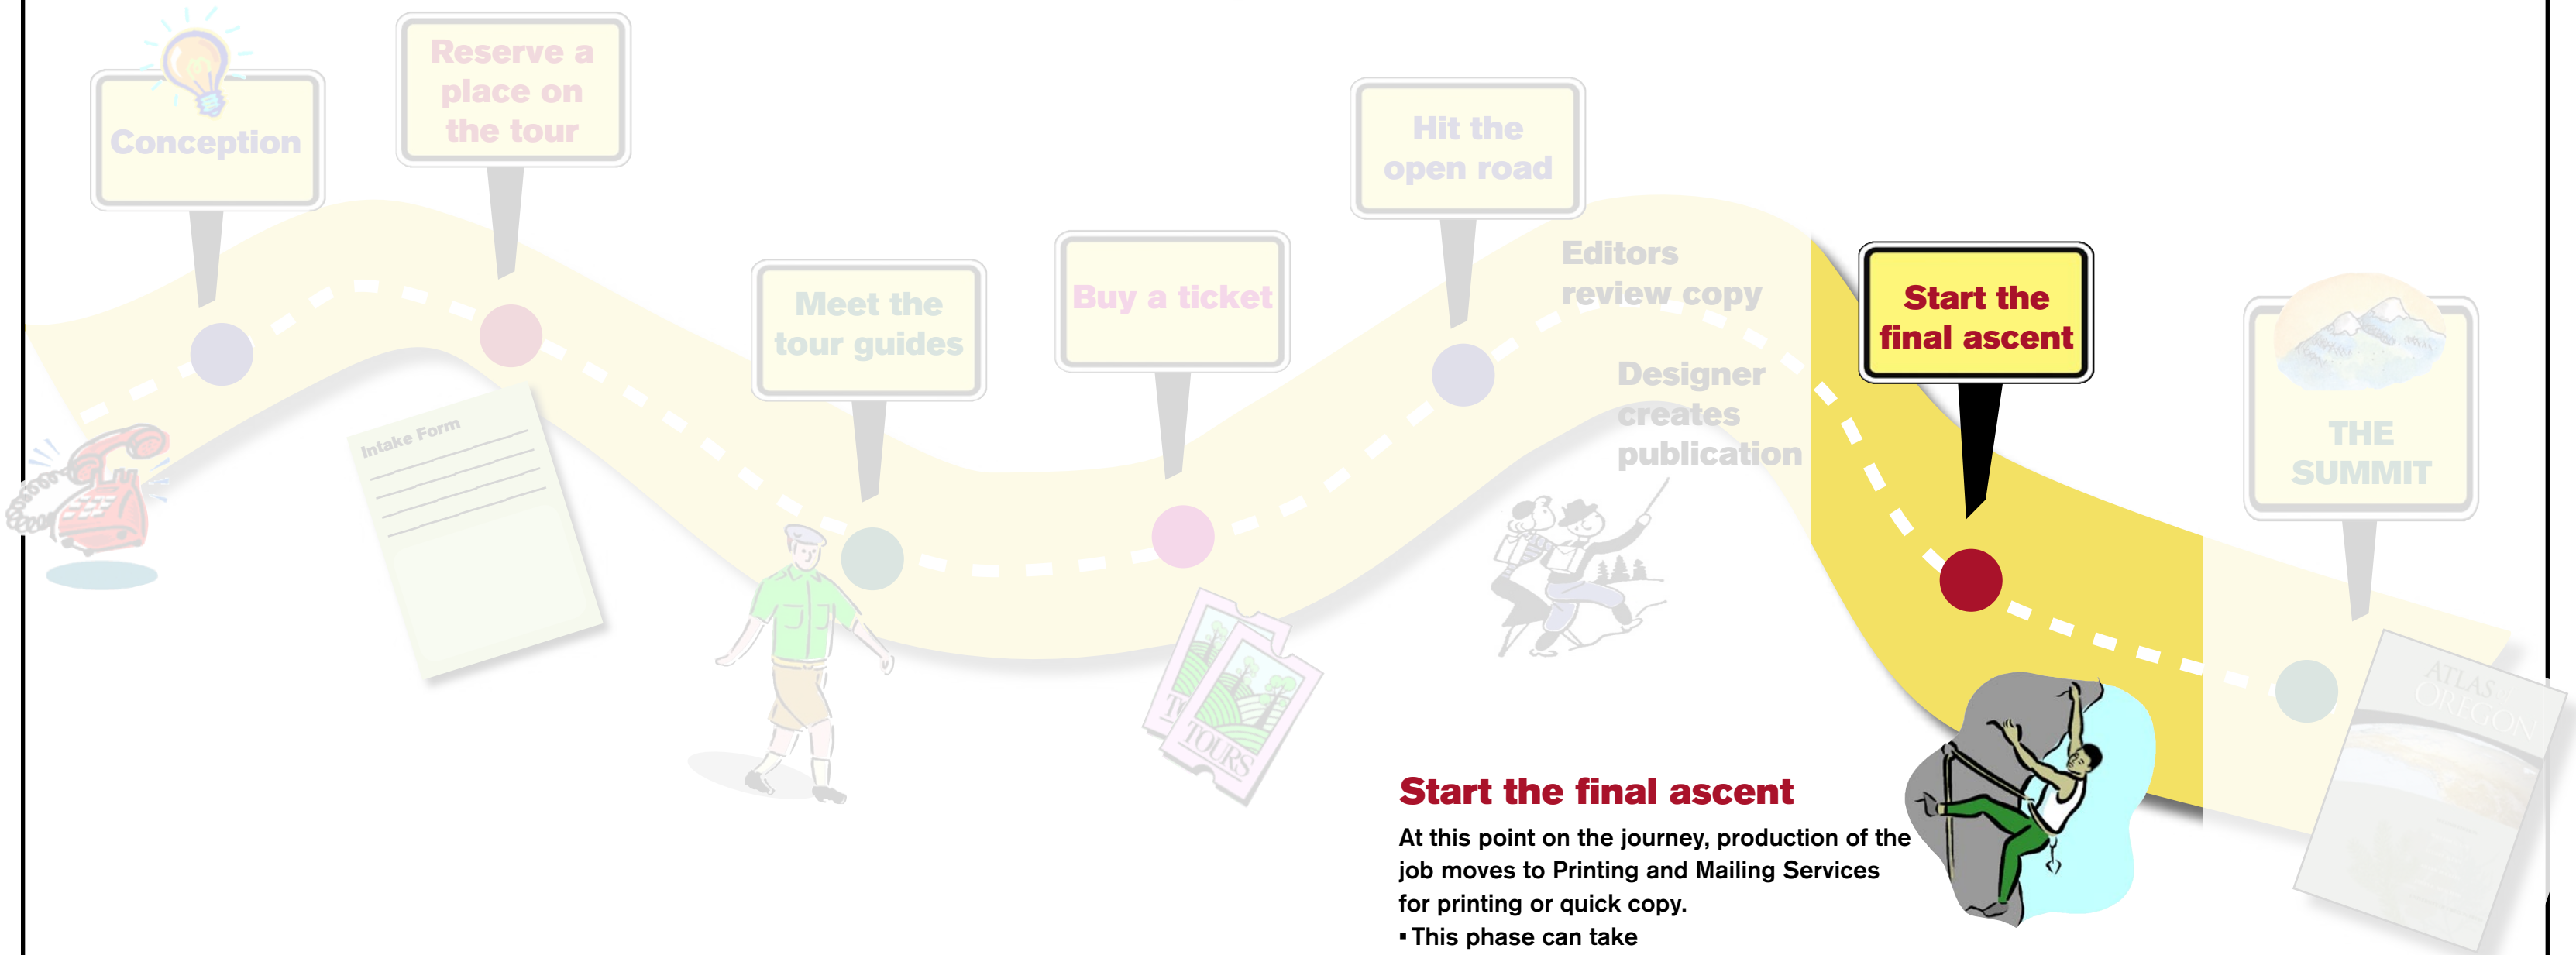 Conception
Reserve a
place on
the tour
Meet the
tour guides
Buy a ticket
Hit the
open road
Editors
review copy
Designer
creates
publication
Start the
final ascent
THE
SUMMIT
Intake Form
TOURS
ATLAS
OREGON
Start the final ascent
At this point on the journey, production of the
job moves to Printing and Mailing Services
for printing or quick copy.
▪ This phase can take